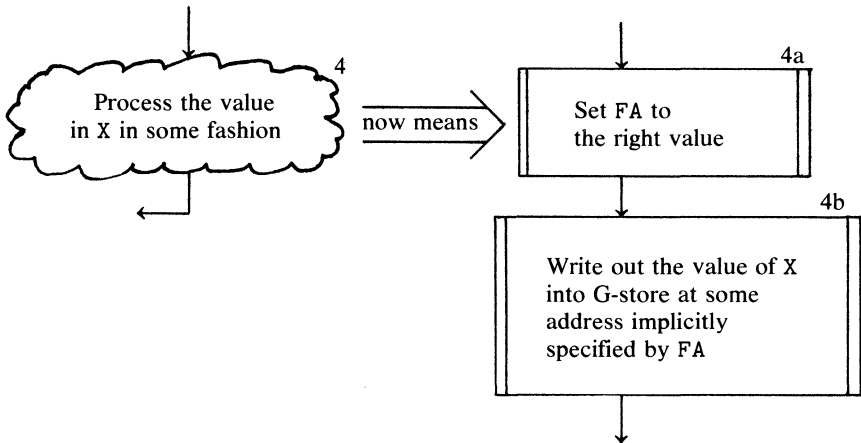 4
Process the value
in X in some fashion
now means
4a
Set FA to
the right value
4b
Write out the value of X
into G-store at some
address implicitly
specified by FA